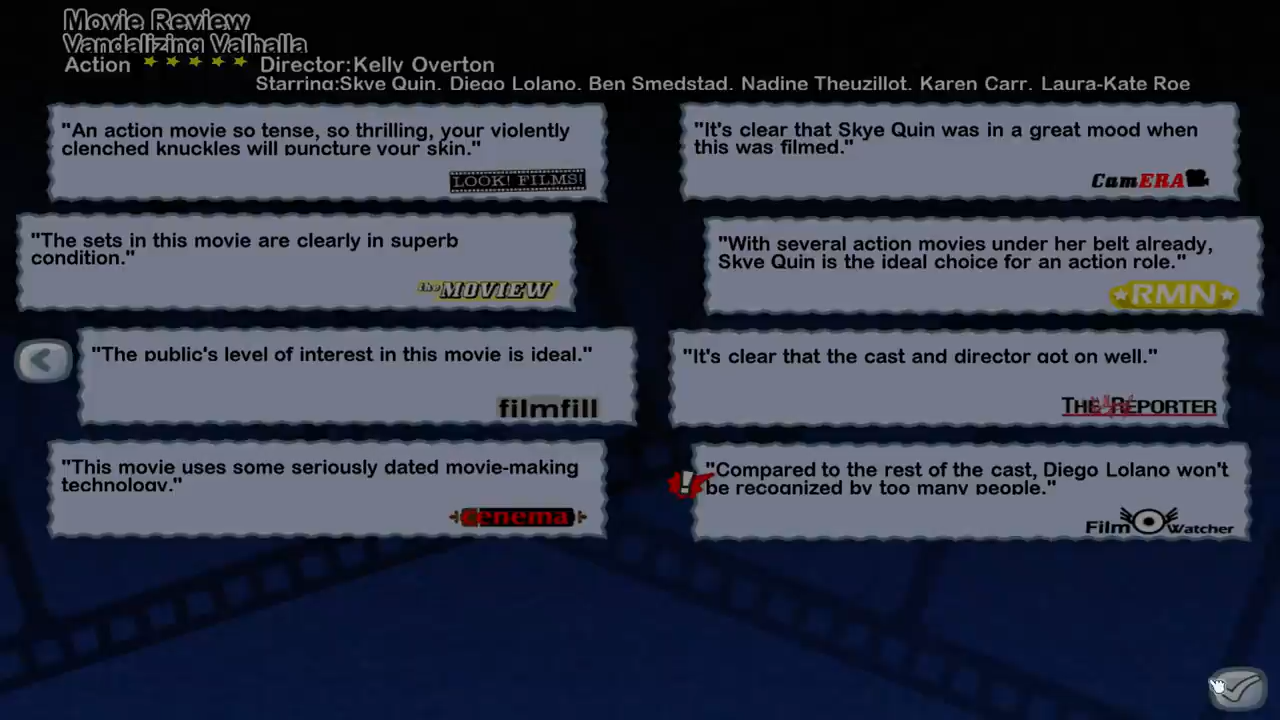 Movie Review
Vandalizing Valhalla
Action
Director:Kelly Overton
Starring:Skye Quin, Diego Lolano, Ben Smedstad, Nadine Theuzillot, Karen Carr, Laura-Kate Roe
"An action movie so tense, so thrilling, your violently
clenched knuckles will puncture your skin."
LOOK! FILMS!
"It's clear that Skye Quin was in a great mood when
this was filmed."
CamERA
"The sets in this movie are clearly in superb
condition."
the MOVIEW
"With several action movies under her belt already,
Skye Quin is the ideal choice for an action role."
RMN
"The public's level of interest in this movie is ideal."
filmfill
"It's clear that the cast and director got on well."
THE REPORTER
"This movie uses some seriously dated movie-making
technology."
cenema
"Compared to the rest of the cast, Diego Lolano won't
be recognized by too many people."
Film Watcher